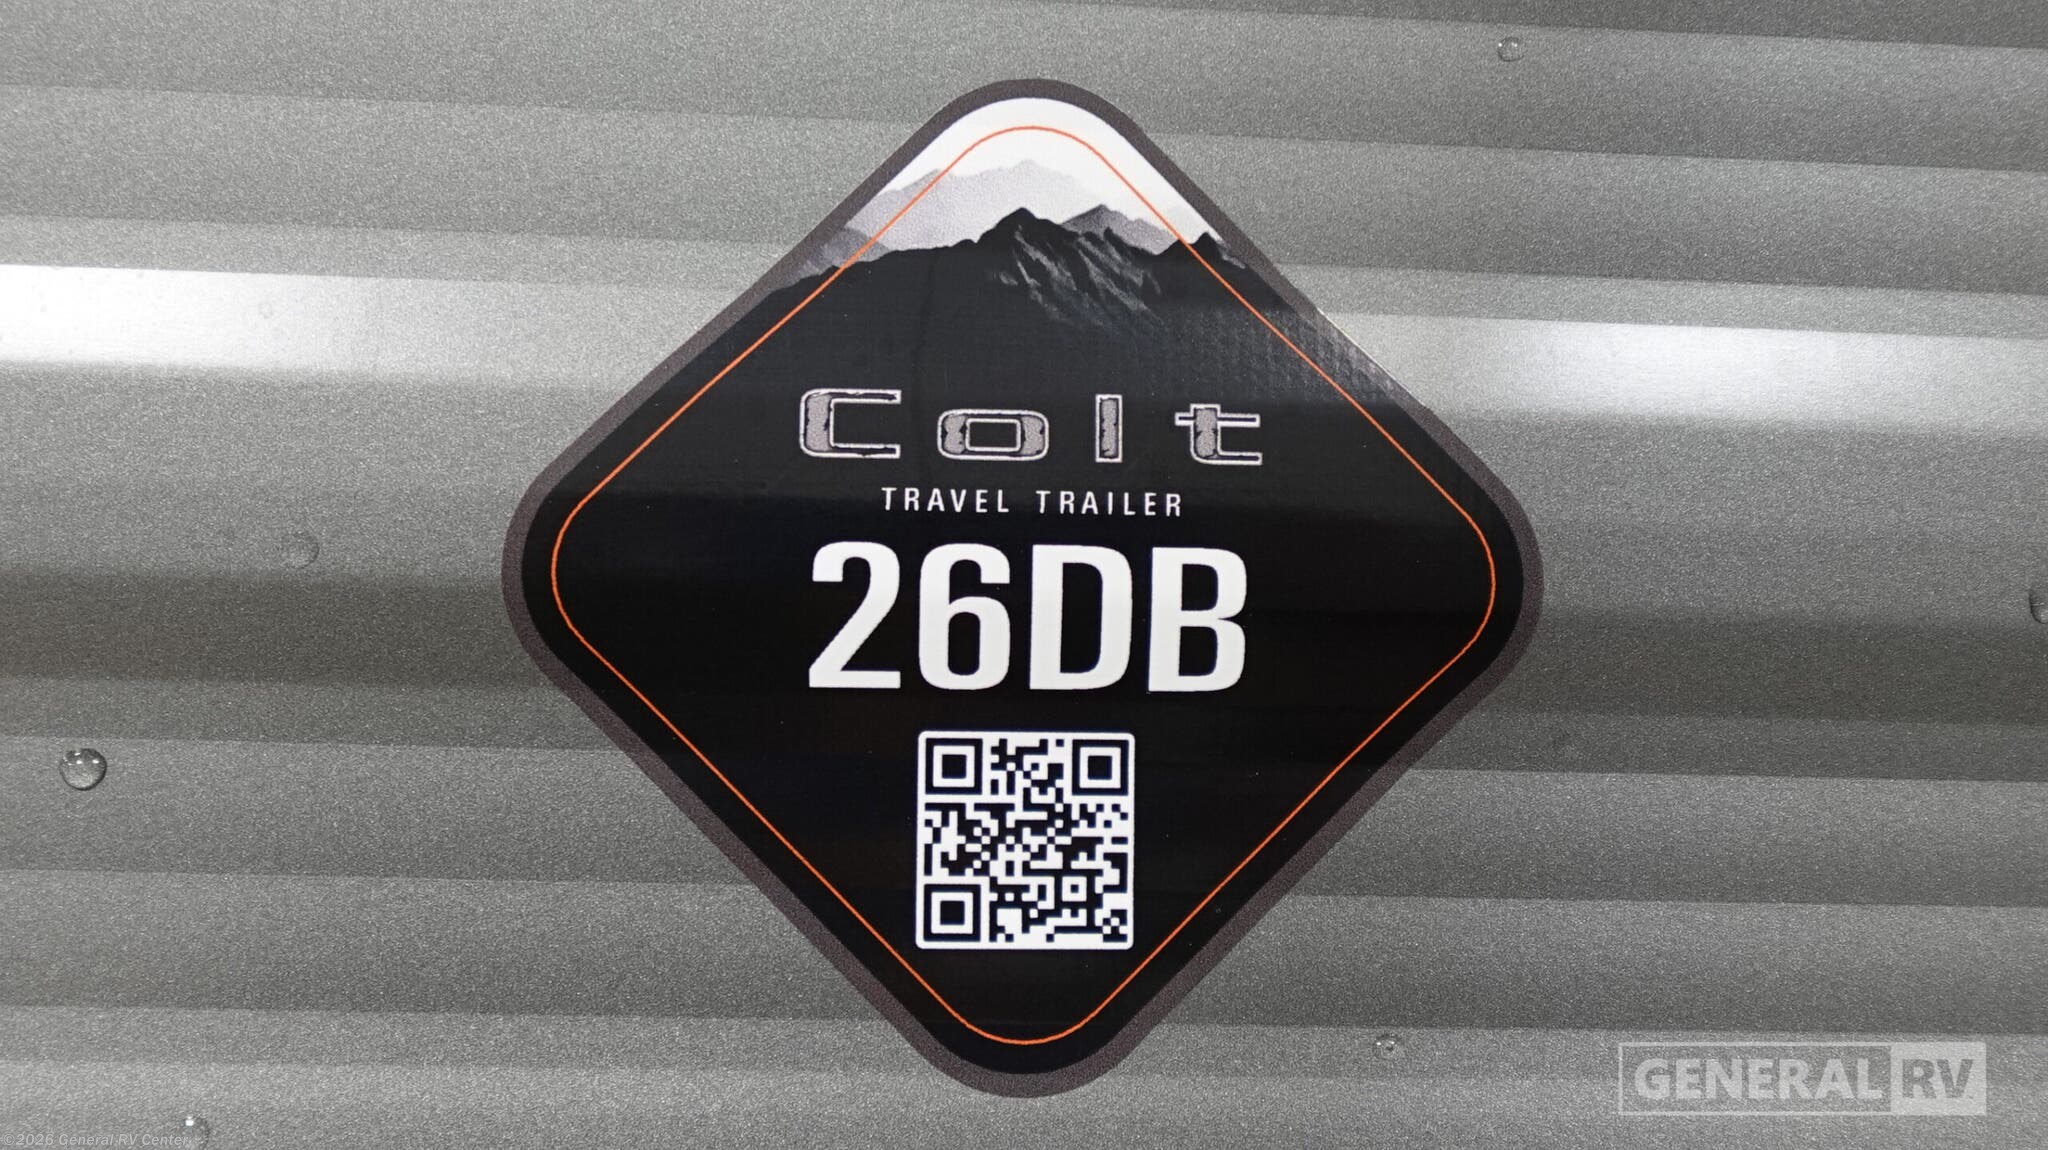 Colt
TRAVEL TRAILER
26DB
GENERAL RV
©2026 General RV Center